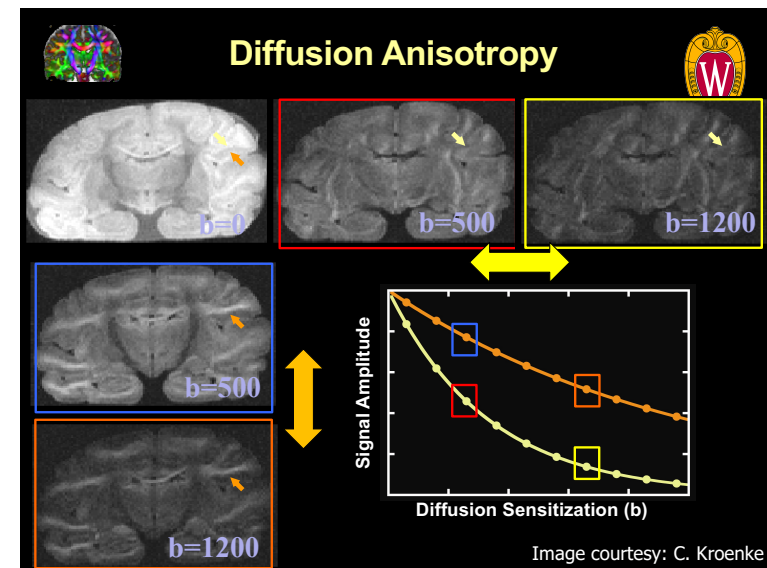 Diffusion Anisotropy
W
b=0
b=500
b=1200
b=500
b=1200
Signal Amplitude
Diffusion Sensitization (b)
Image courtesy: C. Kroenke